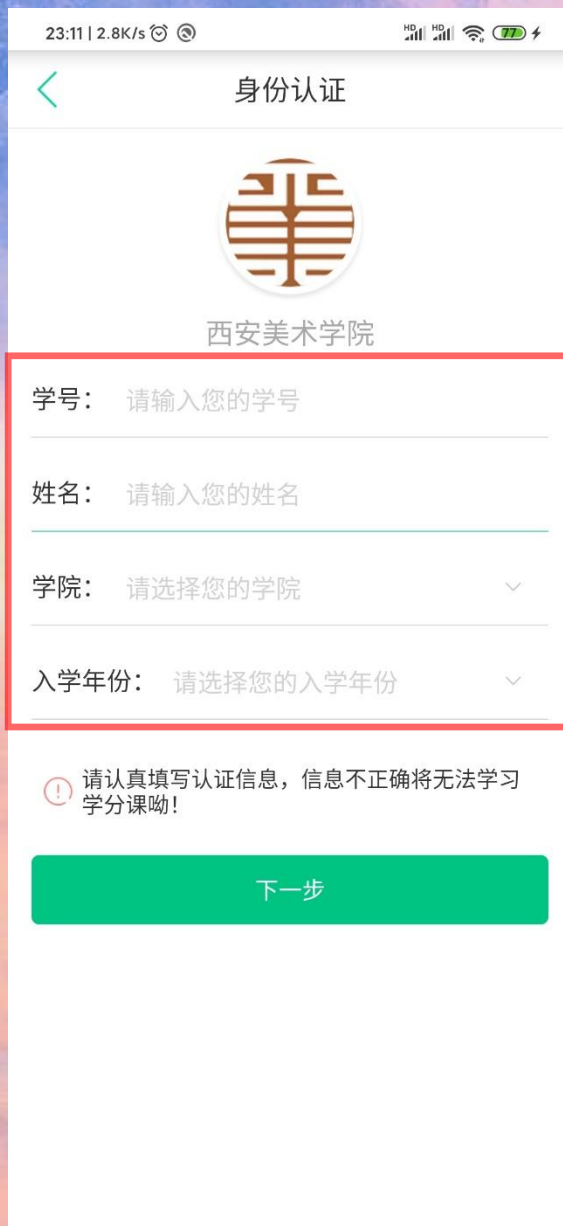 23:11 | 2.8K/s
HD HD 77
身份认证
西安美术学院
学号： 请输入您的学号
姓名： 请输入您的姓名
学院： 请选择您的学院
入学年份： 请选择您的入学年份
请认真填写认证信息，信息不正确将无法学习
学分课呦！
下一步